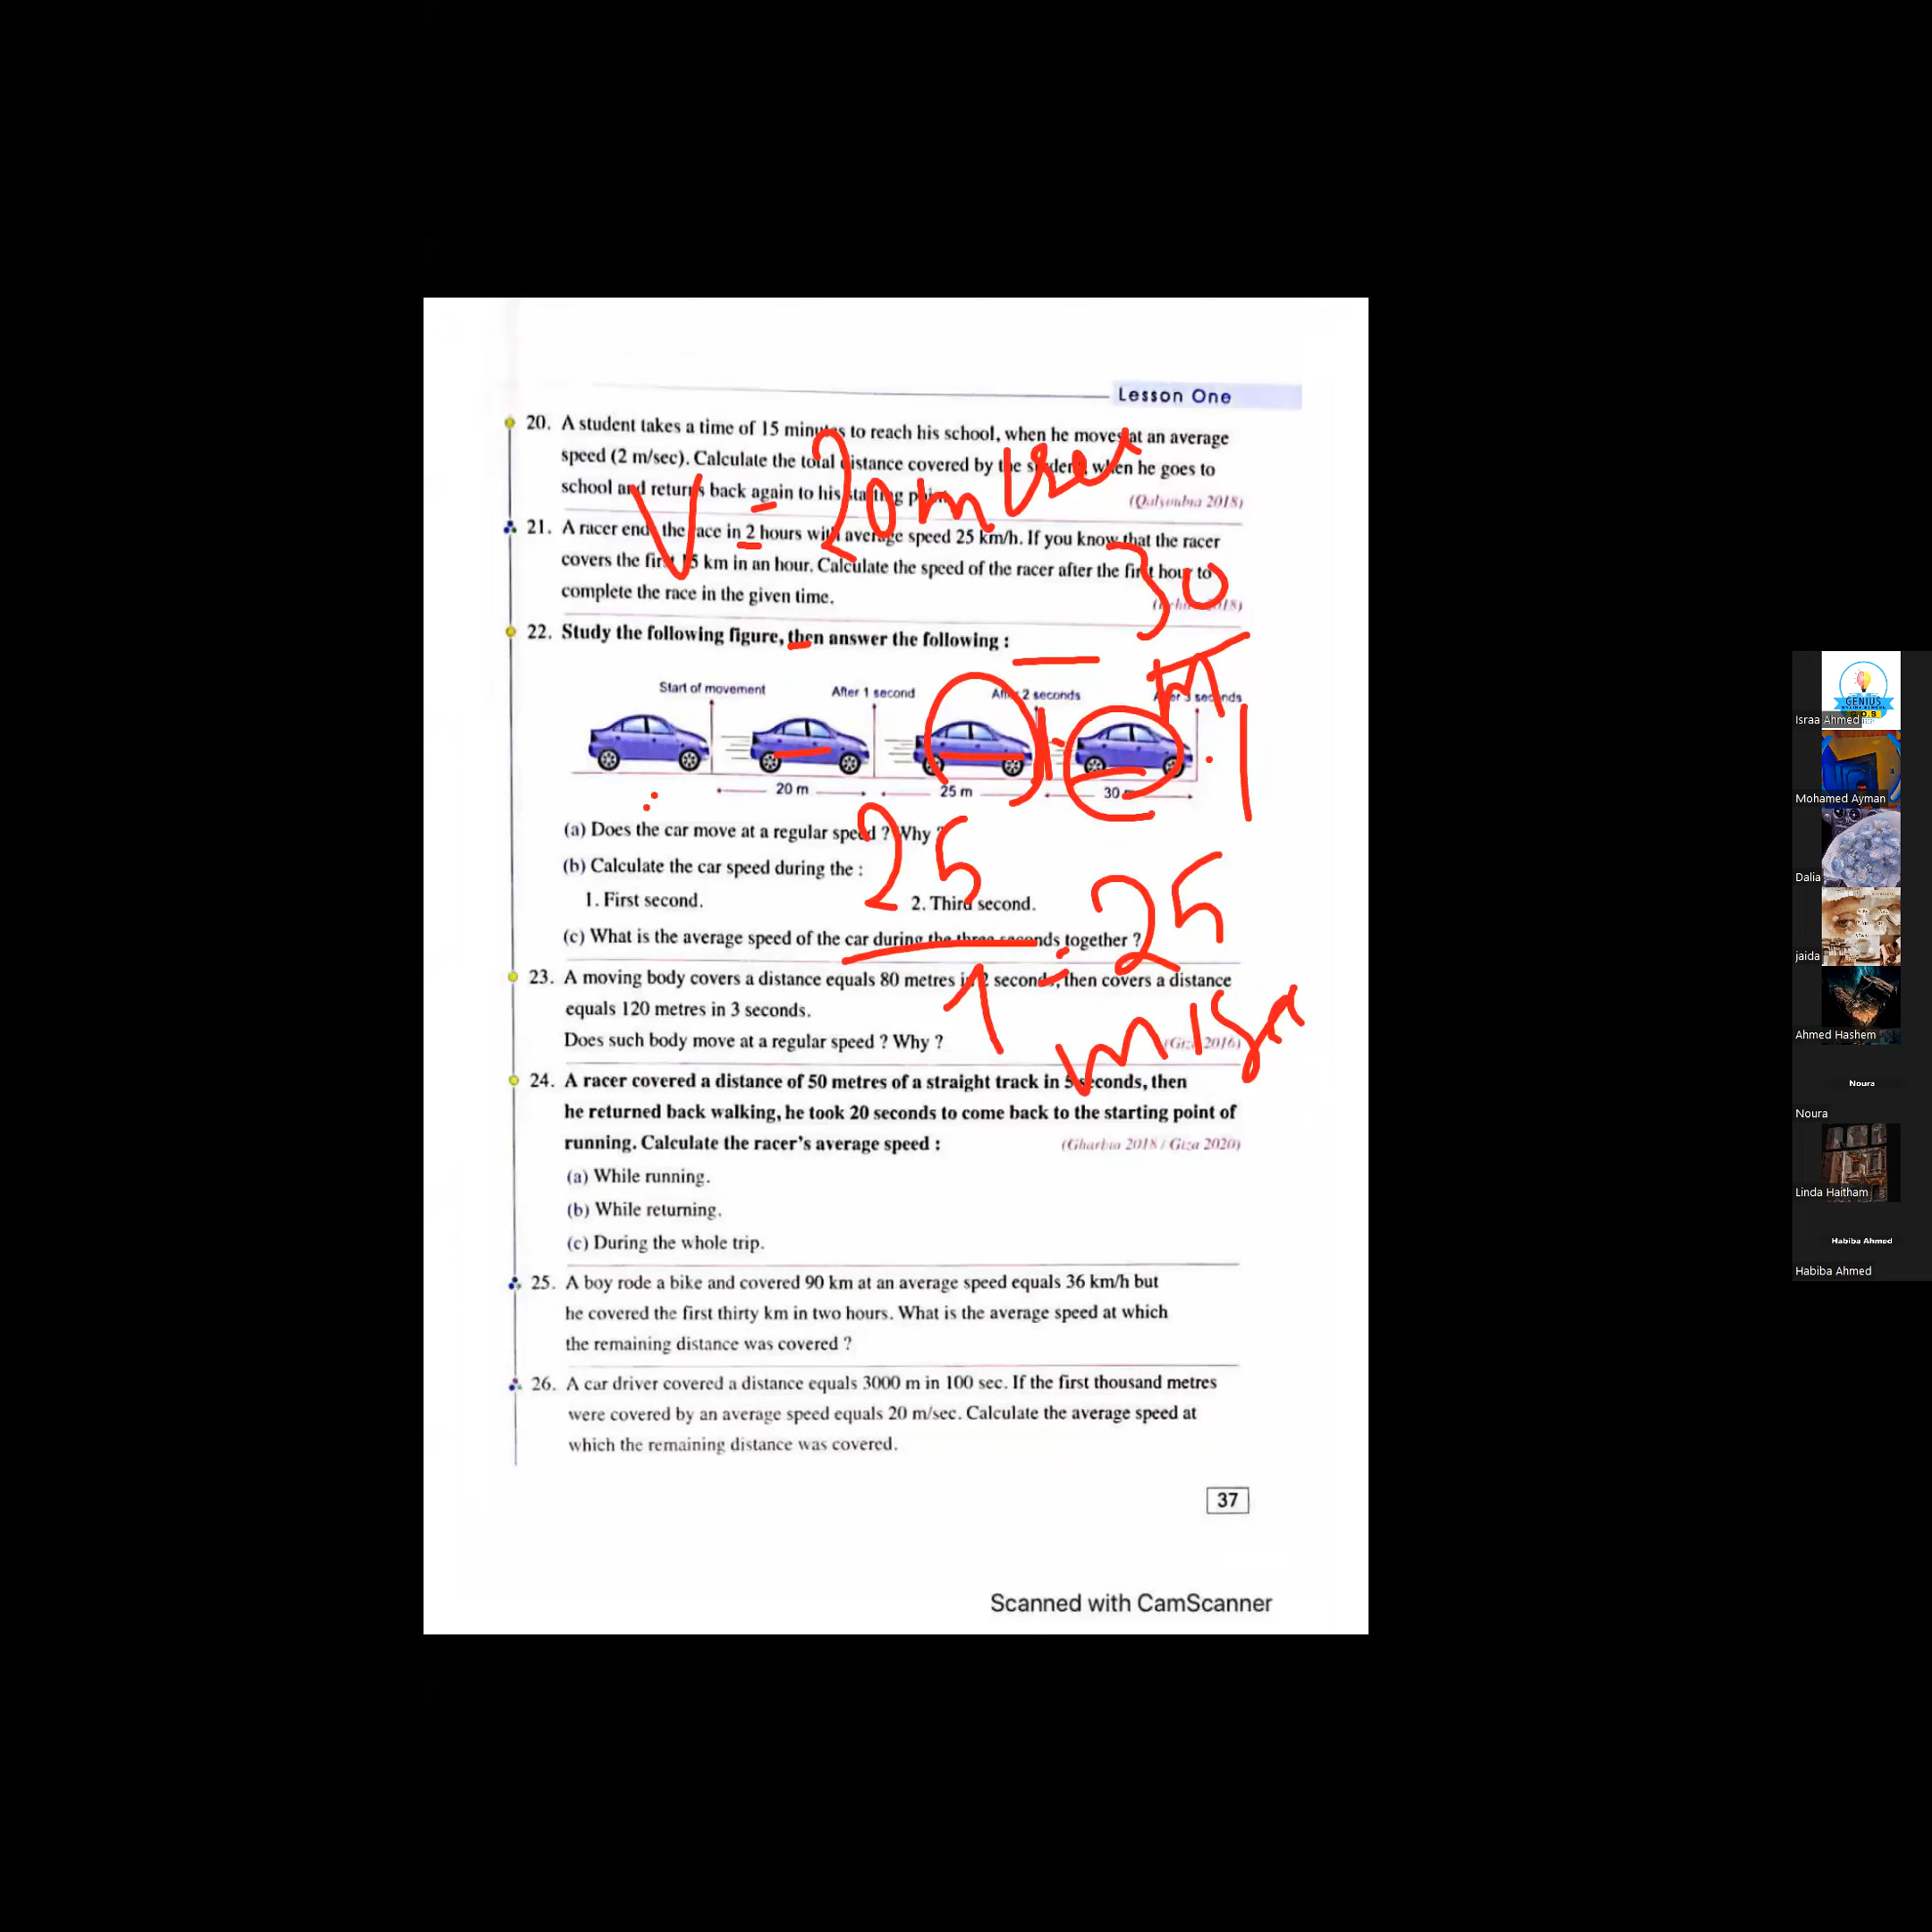 Lesson One
20. A student takes a time of 15 minutes to reach his school, when he moves at an average
speed (2 m/sec). Calculate the total distance covered by the student when he goes to
school and returns back again to his starting point.
(Qalyoubia 2018)
21. A racer ends the race in 2 hours with average speed 25 km/h. If you know that the racer
covers the first 15 km in an hour. Calculate the speed of the racer after the first hour to
complete the race in the given time.
2018)
22. Study the following figure, then answer the following :
Start of movement After 1 second After 2 seconds After 3 seconds
20 m 25 m 30
(a) Does the car move at a regular speed ? Why ?
(b) Calculate the car speed during the :
1. First second. 2. Third second.
(c) What is the average speed of the car during the three seconds together ?
23. A moving body covers a distance equals 80 metres in 2 seconds, then covers a distance
equals 120 metres in 3 seconds.
Does such body move at a regular speed ? Why ?
(Giza 2016)
24. A racer covered a distance of 50 metres of a straight track in 5 seconds, then
he returned back walking, he took 20 seconds to come back to the starting point of
running. Calculate the racer's average speed :
(Gharbia 2018 / Giza 2020)
(a) While running.
(b) While returning.
(c) During the whole trip.
25. A boy rode a bike and covered 90 km at an average speed equals 36 km/h but
he covered the first thirty km in two hours. What is the average speed at which
the remaining distance was covered ?
26. A car driver covered a distance equals 3000 m in 100 sec. If the first thousand metres
were covered by an average speed equals 20 m/sec. Calculate the average speed at
which the remaining distance was covered.
37
Scanned with CamScanner
V = 20 m/sec
30
m
1
25
1
= 25
m/s
GENIUS
Israa Ahmed
Mohamed Ayman
Dalia
jaida
Ahmed Hashem
Noura
Noura
Linda Haitham
Habiba Ahmed
Habiba Ahmed